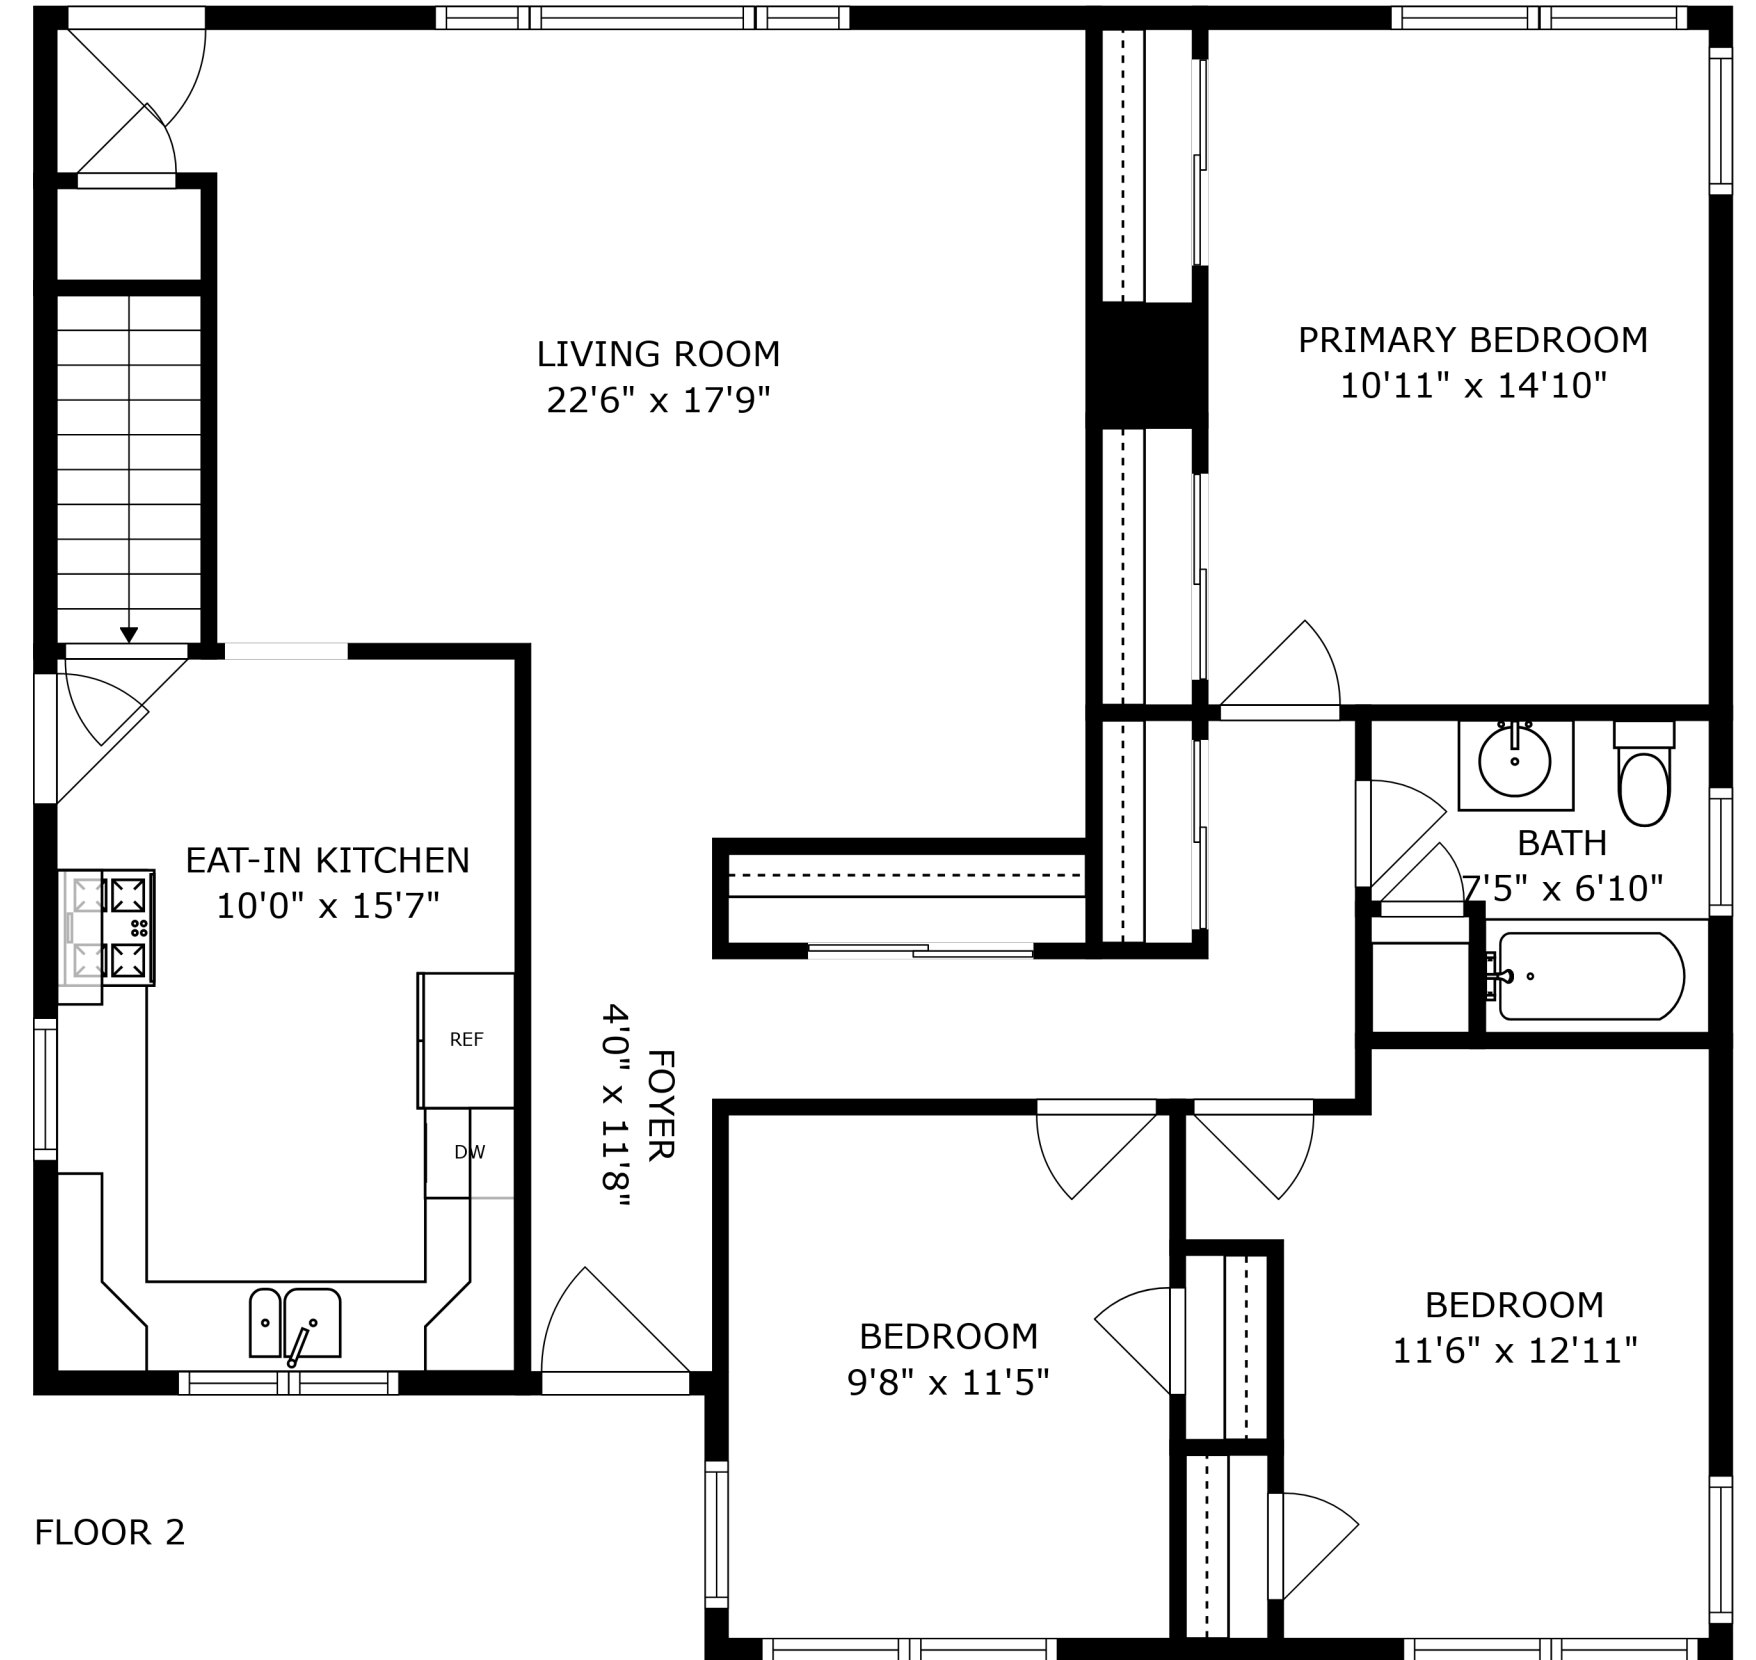 LIVING ROOM
22'6" x 17'9"
PRIMARY BEDROOM
10'11" x 14'10"
EAT-IN KITCHEN
10'0" x 15'7"
BATH
7'5" x 6'10"
REF
DW
FOYER
4'0" x 11'8"
BEDROOM
9'8" x 11'5"
BEDROOM
11'6" x 12'11"
FLOOR 2